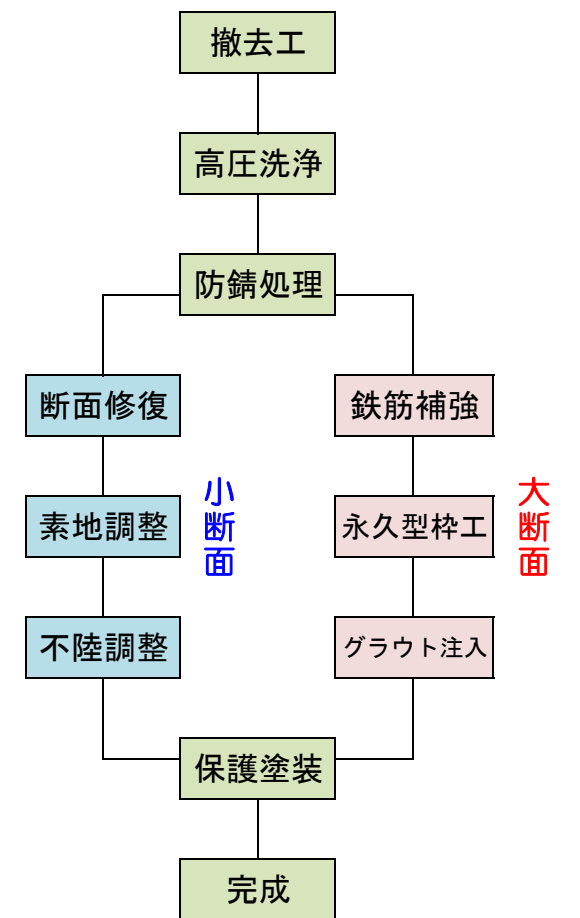 撤去工
高圧洗浄
防錆処理
断面修復
鉄筋補強
小断面
大断面
素地調整
永久型枠工
不陸調整
グラウト注入
保護塗装
完成